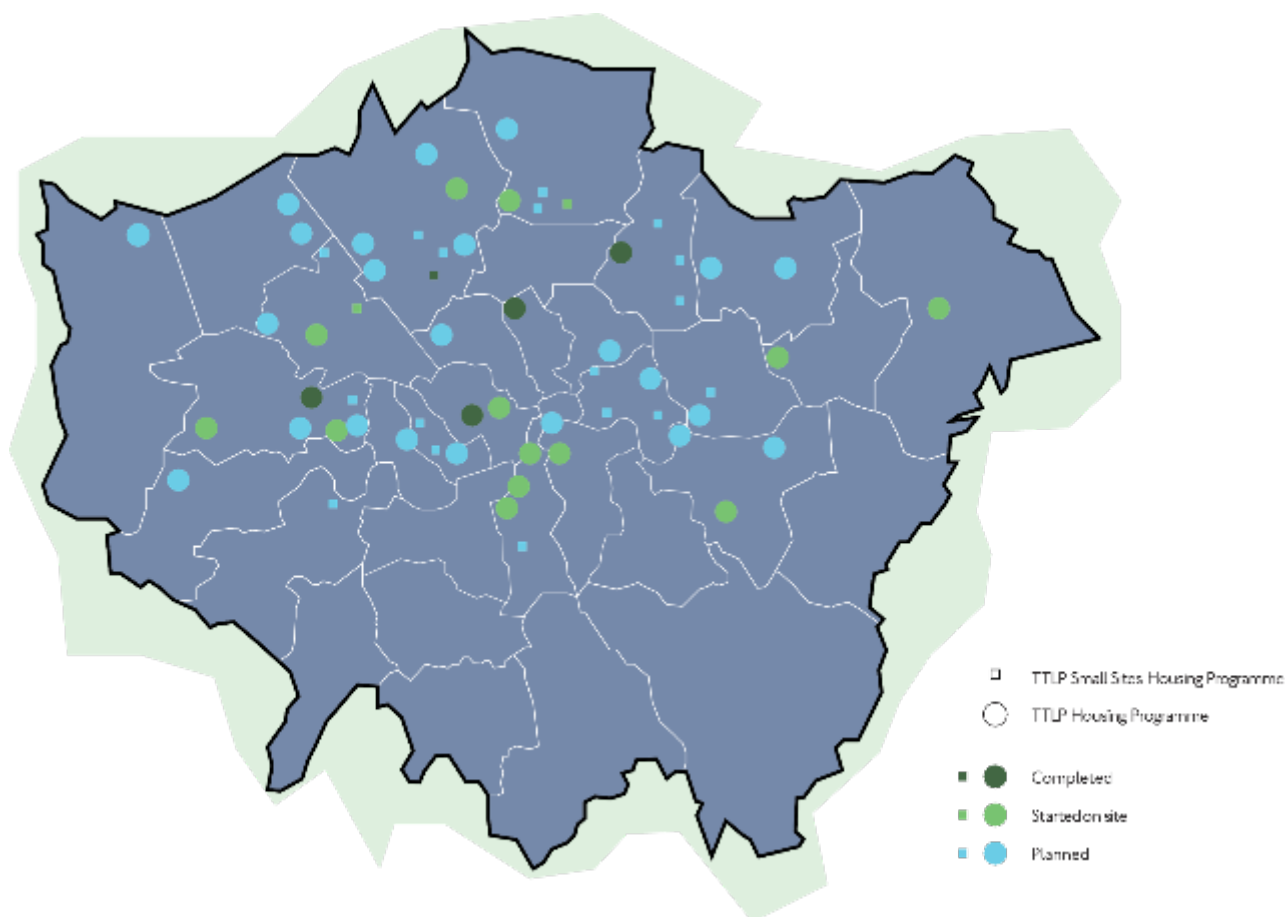 TTLP Small Sites Housing Programme
TTLP Housing Programme
Completed
Started on site
Planned